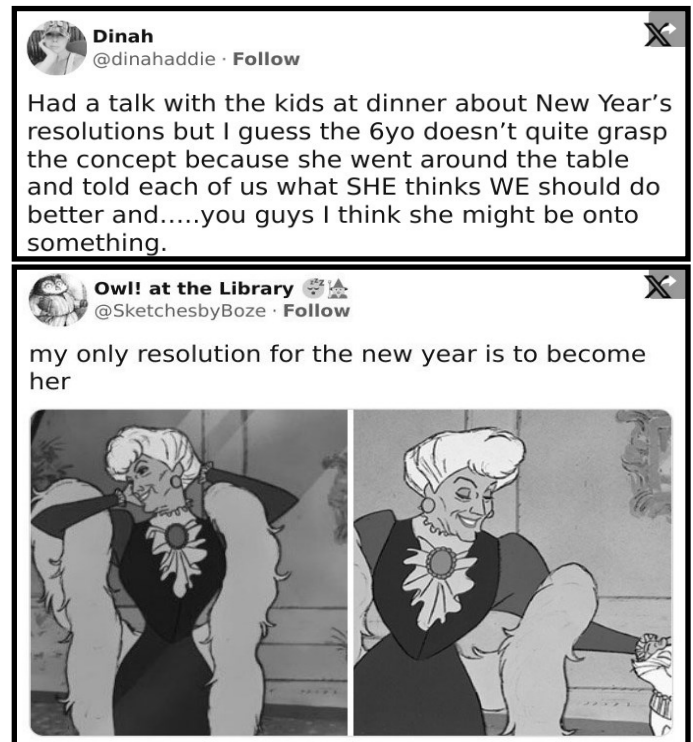 Dinah
@dinahaddie · Follow
Had a talk with the kids at dinner about New Year's
resolutions but I guess the 6yo doesn't quite grasp
the concept because she went around the table
and told each of us what SHE thinks WE should do
better and.....you guys I think she might be onto
something.
Owl! at the Library 😴🧙‍♀️
@SketchesbyBoze · Follow
my only resolution for the new year is to become
her